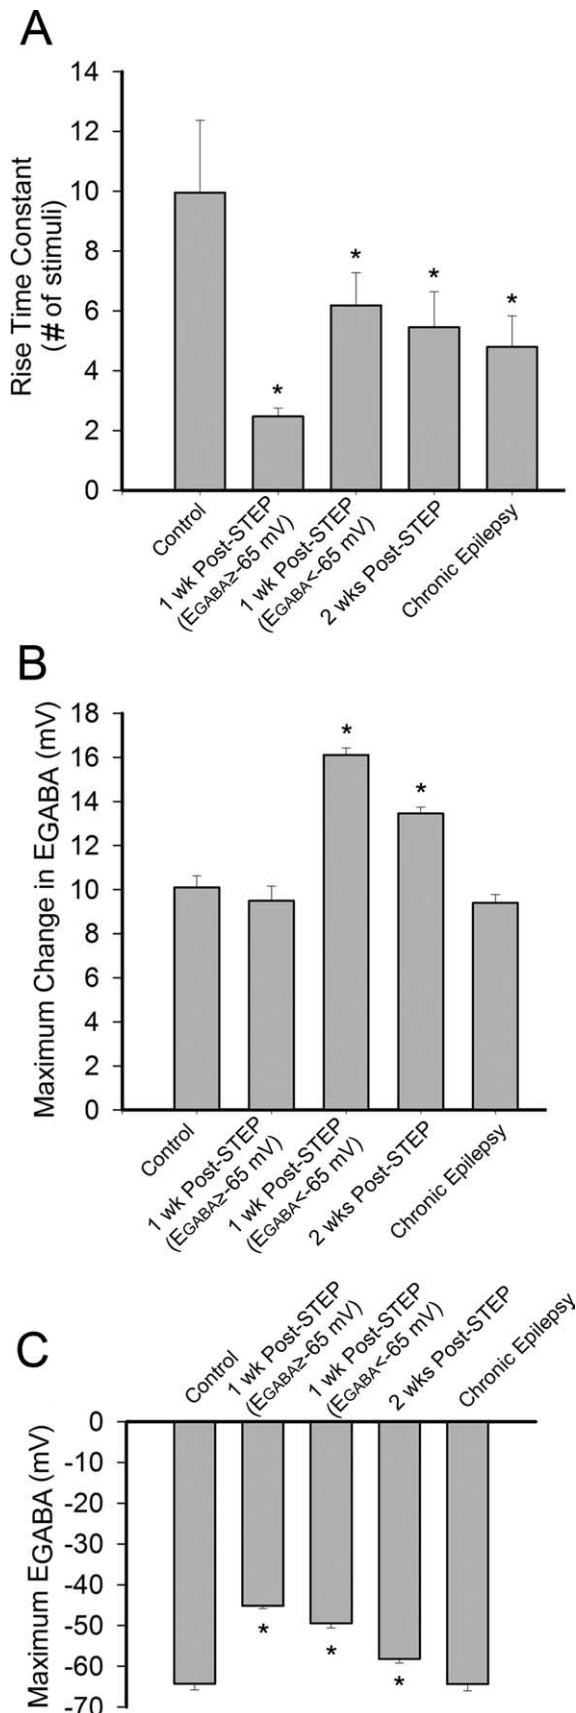 A
14
12
10
8
6
4
2
0
Rise Time Constant
(# of stimuli)
*
*
*
*
Control
1 wk Post-STEP
(EGABA≥-65 mV)
1 wk Post-STEP
(EGABA<-65 mV)
2 wks Post-STEP
Chronic Epilepsy
B
18
16
14
12
10
8
6
4
2
0
Maximum Change in EGABA (mV)
*
*
Control
1 wk Post-STEP
(EGABA≥-65 mV)
1 wk Post-STEP
(EGABA<-65 mV)
2 wks Post-STEP
Chronic Epilepsy
C
Control
1 wk Post-STEP
(EGABA≥-65 mV)
1 wk Post-STEP
(EGABA<-65 mV)
2 wks Post-STEP
Chronic Epilepsy
0
-10
-20
-30
-40
-50
-60
-70
Maximum EGABA (mV)
*
*
*